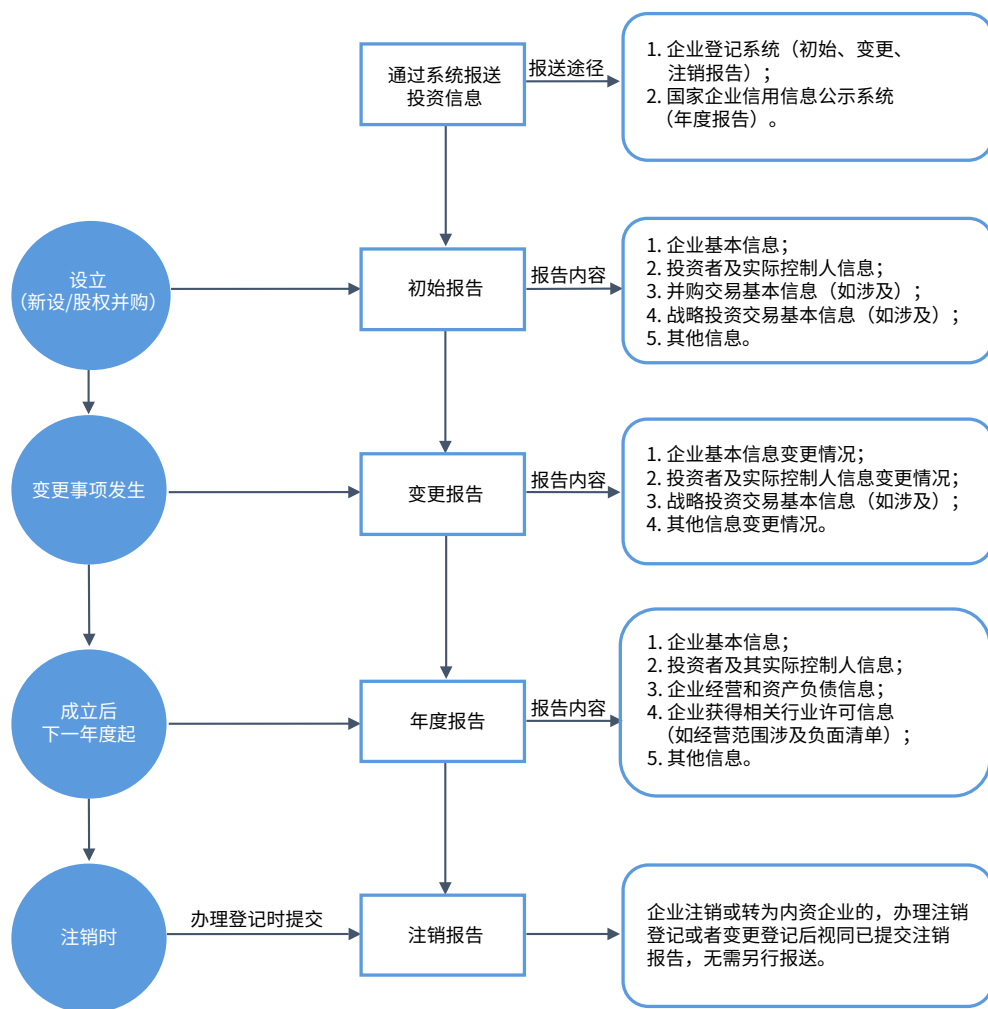 通过系统报送
投资信息
报送途径
1. 企业登记系统（初始、变更、
注销报告）；
2. 国家企业信用信息公示系统
（年度报告）。
设立
（新设/股权并购）
初始报告
报告内容
1. 企业基本信息；
2. 投资者及实际控制人信息；
3. 并购交易基本信息（如涉及）；
4. 战略投资交易基本信息（如涉及）；
5. 其他信息。
变更事项发生
变更报告
报告内容
1. 企业基本信息变更情况；
2. 投资者及实际控制人信息变更情况；
3. 战略投资交易基本信息（如涉及）；
4. 其他信息变更情况。
成立后
下一年度起
年度报告
报告内容
1. 企业基本信息；
2. 投资者及其实际控制人信息；
3. 企业经营和资产负债信息；
4. 企业获得相关行业许可信息
（如经营范围涉及负面清单）；
5. 其他信息。
注销时
办理登记时提交
注销报告
企业注销或转为内资企业的，办理注销
登记或者变更登记后视同已提交注销
报告，无需另行报送。